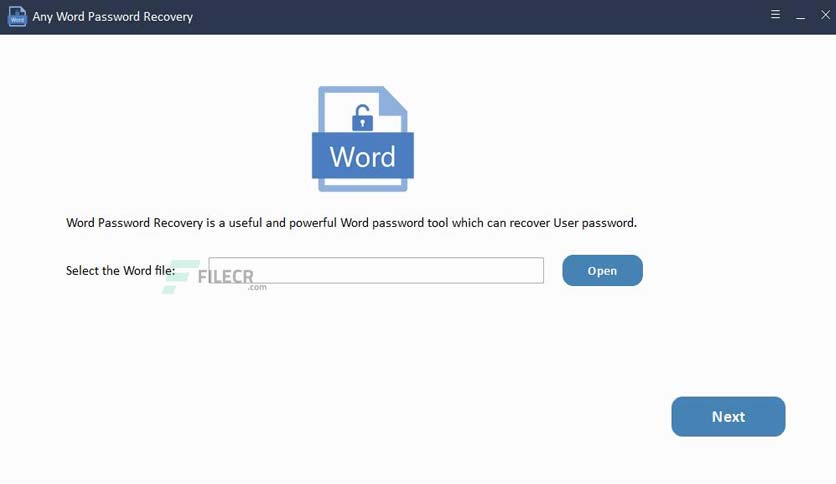 Word
Any Word Password Recovery
Word
Word Password Recovery is a useful and powerful Word password tool which can recover User password.
Select the Word file:
FILECR
.com
Open
Next